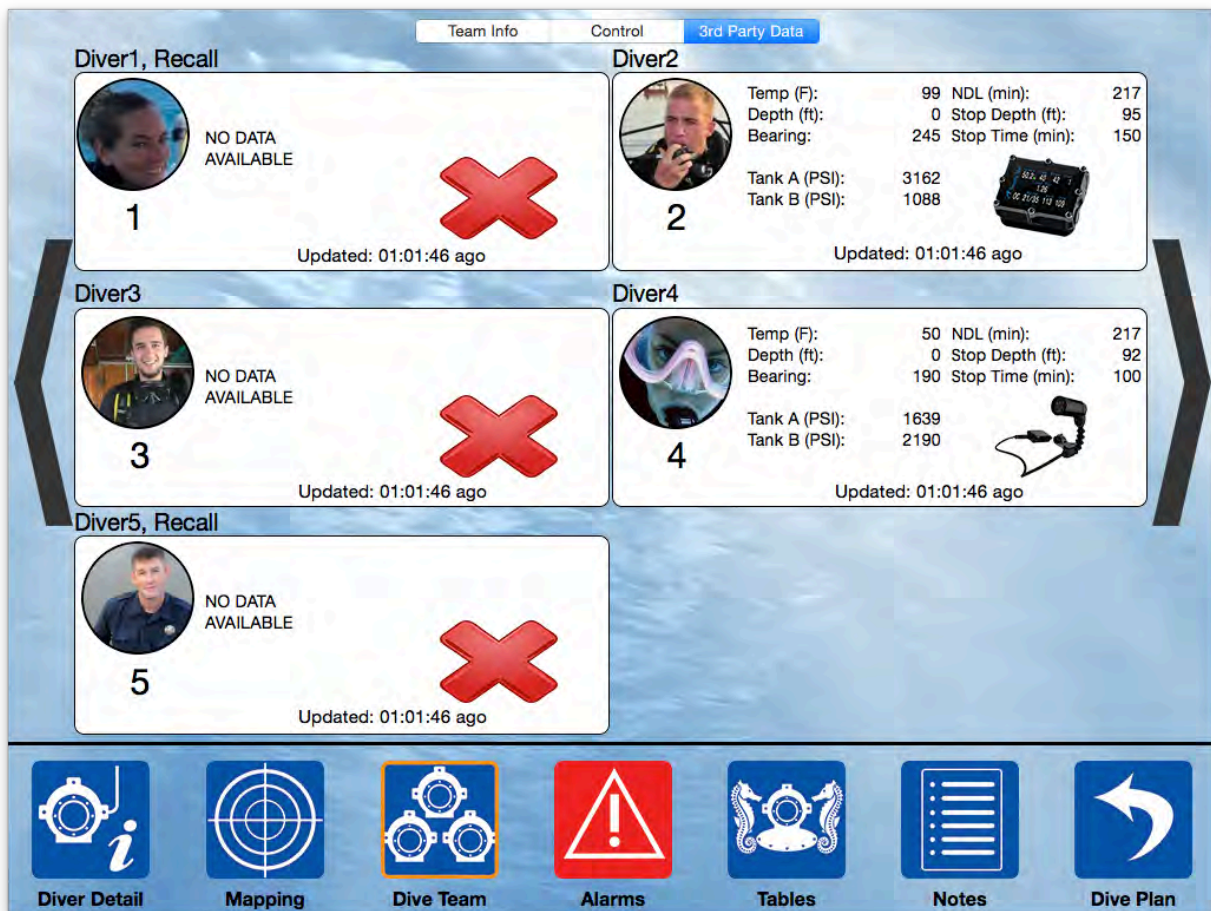 Team Info Control 3rd Party Data
Diver1, Recall
NO DATA
AVAILABLE
1
Updated: 01:01:46 ago
Diver2
Temp (F): 99 NDL (min): 217
Depth (ft): 0 Stop Depth (ft): 95
Bearing: 245 Stop Time (min): 150
Tank A (PSI): 3162
Tank B (PSI): 1088
2
Updated: 01:01:46 ago
Diver3
NO DATA
AVAILABLE
3
Updated: 01:01:46 ago
Diver4
Temp (F): 50 NDL (min): 217
Depth (ft): 0 Stop Depth (ft): 92
Bearing: 190 Stop Time (min): 100
Tank A (PSI): 1639
Tank B (PSI): 2190
4
Updated: 01:01:46 ago
Diver5, Recall
NO DATA
AVAILABLE
5
Updated: 01:01:46 ago
Diver Detail Mapping Dive Team Alarms Tables Notes Dive Plan